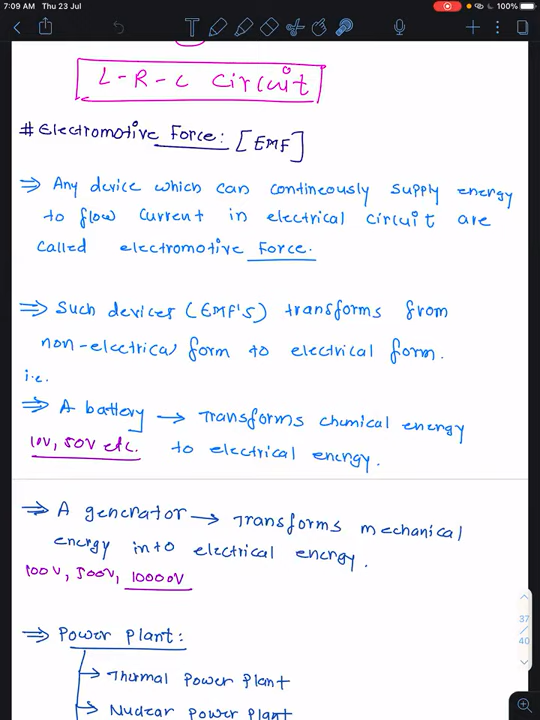 7:09 AM Thu 23 Jul
100%
L-R-C Circuit
# Electromotive Force: [EMF]
⇒ Any device which can contineously supply energy
to flow current in electrical circuit are
called electromotive Force.
⇒ Such devices (EMF's) transforms from
non-electrical form to electrical form.
i.e.
⇒ A battery → Transforms chemical energy
10V, 50V etc. to electrical energy.
⇒ A generator → Transforms mechanical
energy into electrical energy.
100V, 500V, 10000V
⇒ Power Plant:
→ Thermal Power Plant
→ Nuclear Power Plant
37
/
40